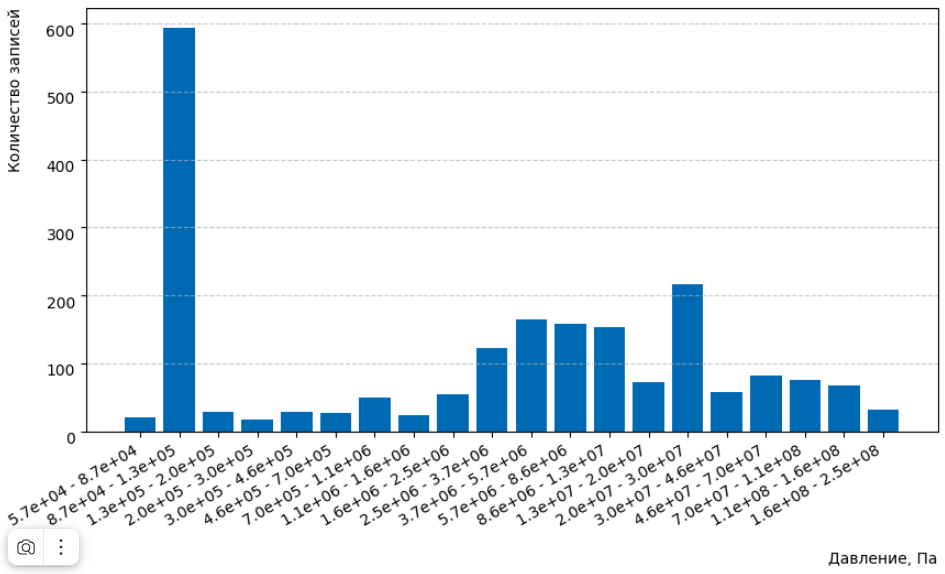 Количество записей
600
500
400
300
200
100
0
5.7e+04 - 8.7e+04
8.7e+04 - 1.3e+05
1.3e+05 - 2.0e+05
2.0e+05 - 3.0e+05
3.0e+05 - 4.6e+05
4.6e+05 - 7.0e+05
7.0e+05 - 1.1e+06
1.1e+06 - 1.6e+06
1.6e+06 - 2.5e+06
2.5e+06 - 3.7e+06
3.7e+06 - 5.7e+06
5.7e+06 - 8.6e+06
8.6e+06 - 1.3e+07
1.3e+07 - 2.0e+07
2.0e+07 - 3.0e+07
3.0e+07 - 4.6e+07
4.6e+07 - 7.0e+07
7.0e+07 - 1.1e+08
1.1e+08 - 1.6e+08
1.6e+08 - 2.5e+08
Давление, Па